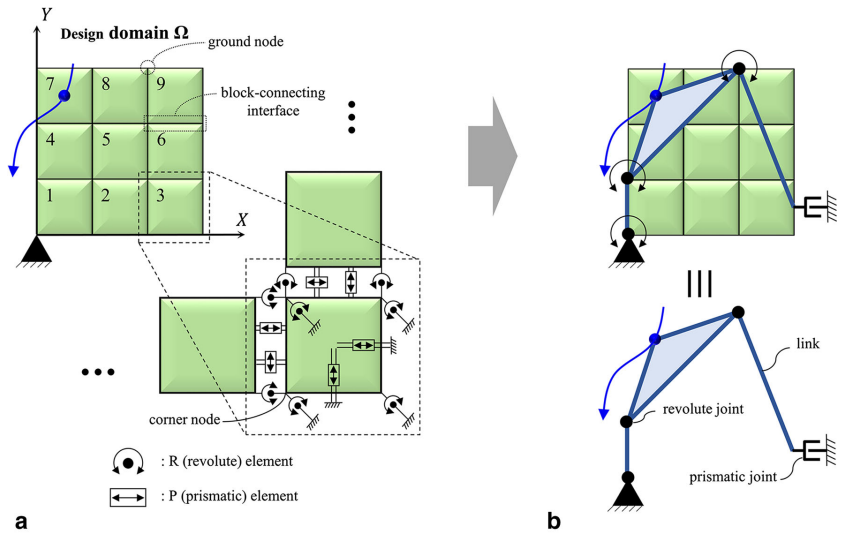 Y
Design domain Ω
ground node
block-connecting
interface
7 8 9
4 5 6
1 2 3
X
corner node
: R (revolute) element
: P (prismatic) element
a
link
revolute joint
prismatic joint
b